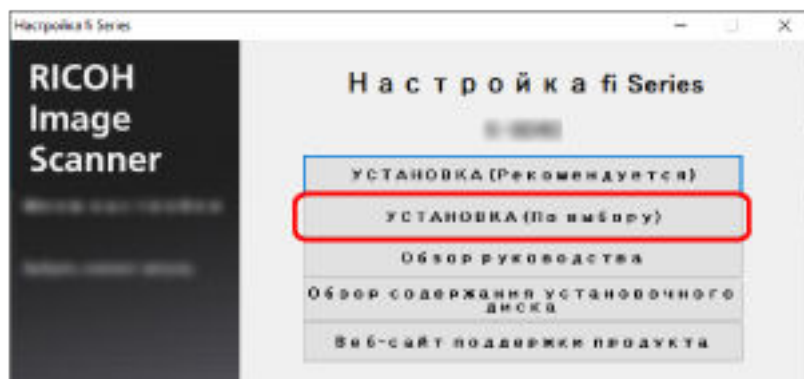 Настройка fi Series
RICOH
Image
Scanner
Настройка fi Series
УСТАНОВКА (Рекомендуется)
УСТАНОВКА (По выбору)
Обзор руководства
Обзор содержания установочного
диска
Веб-сайт поддержки продукта